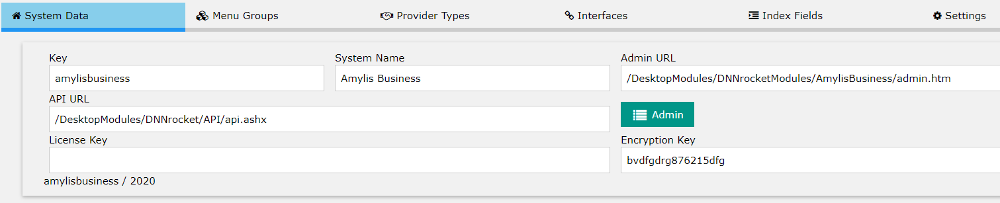 System Data Menu Groups Provider Types Interfaces Index Fields Settings
Key System Name Admin URL
amylisbusiness Amylis Business /DesktopModules/DNNrocketModules/AmylisBusiness/admin.htm
API URL
/DesktopModules/DNNrocket/API/api.ashx Admin
License Key Encryption Key
bvdfgdrg876215dfg
amylisbusiness / 2020